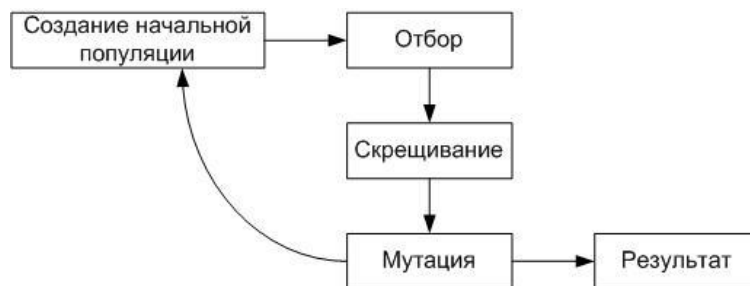 Создание начальной
популяции
Отбор
Скрещивание
Мутация
Результат